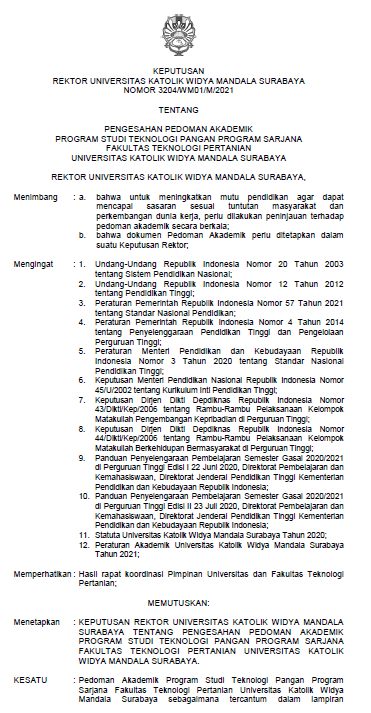 KEPUTUSAN
REKTOR UNIVERSITAS KATOLIK WIDYA MANDALA SURABAYA
NOMOR 3204/WM01/M/2021
TENTANG
PENGESAHAN PEDOMAN AKADEMIK
PROGRAM STUDI TEKNOLOGI PANGAN PROGRAM SARJANA
FAKULTAS TEKNOLOGI PERTANIAN
UNIVERSITAS KATOLIK WIDYA MANDALA SURABAYA
REKTOR UNIVERSITAS KATOLIK WIDYA MANDALA SURABAYA,
Menimbang : a. bahwa untuk meningkatkan mutu pendidikan agar dapat
mencapai sasaran sesuai tuntutan masyarakat dan
perkembangan dunia kerja, perlu dilakukan peninjauan terhadap
pedoman akademik secara berkala;
b. bahwa dokumen Pedoman Akademik perlu ditetapkan dalam
suatu Keputusan Rektor;
Mengingat : 1. Undang-Undang Republik Indonesia Nomor 20 Tahun 2003
tentang Sistem Pendidikan Nasional;
2. Undang-Undang Republik Indonesia Nomor 12 Tahun 2012
tentang Pendidikan Tinggi;
3. Peraturan Pemerintah Republik Indonesia Nomor 57 Tahun 2021
tentang Standar Nasional Pendidikan;
4. Peraturan Pemerintah Republik Indonesia Nomor 4 Tahun 2014
tentang Penyelenggaraan Pendidikan Tinggi dan Pengelolaan
Perguruan Tinggi;
5. Peraturan Menteri Pendidikan dan Kebudayaan Republik
Indonesia Nomor 3 Tahun 2020 tentang Standar Nasional
Pendidikan Tinggi;
6. Keputusan Menteri Pendidikan Nasional Republik Indonesia Nomor
45/U/2002 tentang Kurikulum Inti Pendidikan Tinggi;
7. Keputusan Dirjen Dikti Depdiknas Republik Indonesia Nomor
43/Dikti/Kep/2006 tentang Rambu-Rambu Pelaksanaan Kelompok
Matakuliah Pengembangan Kepribadian di Perguruan Tinggi;
8. Keputusan Dirjen Dikti Depdiknas Republik Indonesia Nomor
44/Dikti/Kep/2006 tentang Rambu-Rambu Pelaksanaan Kelompok
Matakuliah Berkehidupan Bermasyarakat di Perguruan Tinggi;
9. Panduan Penyelengaraan Pembelajaran Semester Gasal 2020/2021
di Perguruan Tinggi Edisi I 22 Juni 2020, Direktorat Pembelajaran dan
Kemahasiswaan, Direktorat Jenderal Pendidikan Tinggi Kementerian
Pendidikan dan Kebudayaan Republik Indonesia;
10. Panduan Penyelengaraan Pembelajaran Semester Gasal 2020/2021
di Perguruan Tinggi Edisi II 23 Juli 2020, Direktorat Pembelajaran dan
Kemahasiswaan, Direktorat Jenderal Pendidikan Tinggi Kementerian
Pendidikan dan Kebudayaan Republik Indonesia;
11. Statuta Universitas Katolik Widya Mandala Surabaya Tahun 2020;
12. Peraturan Akademik Universitas Katolik Widya Mandala Surabaya
Tahun 2021;
Memperhatikan : Hasil rapat koordinasi Pimpinan Universitas dan Fakultas Teknologi
Pertanian;
MEMUTUSKAN:
Menetapkan : KEPUTUSAN REKTOR UNIVERSITAS KATOLIK WIDYA MANDALA
SURABAYA TENTANG PENGESAHAN PEDOMAN AKADEMIK
PROGRAM STUDI TEKNOLOGI PANGAN PROGRAM SARJANA
FAKULTAS TEKNOLOGI PERTANIAN UNIVERSITAS KATOLIK
WIDYA MANDALA SURABAYA.
KESATU : Pedoman Akademik Program Studi Teknologi Pangan Program
Sarjana Fakultas Teknologi Pertanian Universitas Katolik Widya
Mandala Surabaya sebagaimana tercantum dalam lampiran